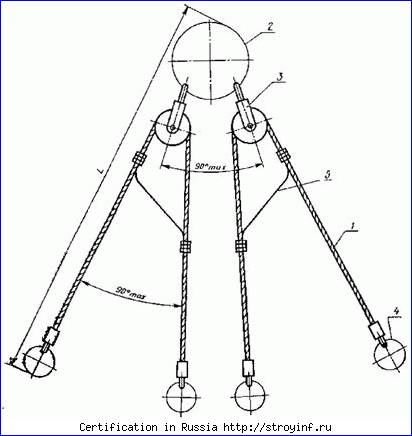 2
3
L
90°max
5
1
90°max
4
Certification in Russia http://stroyinf.ru